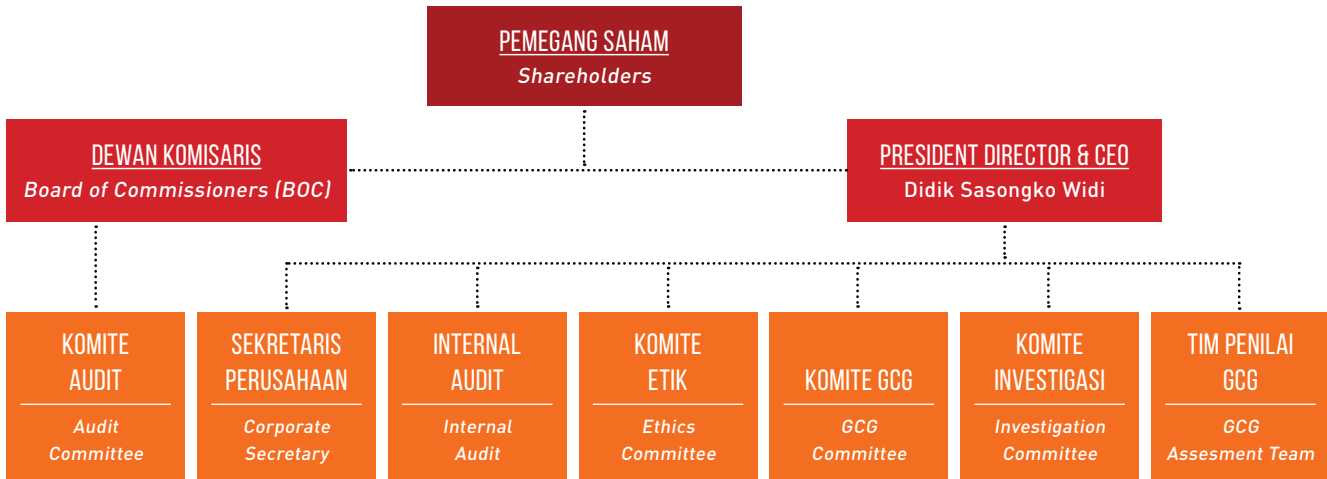 PEMEGANG SAHAM
Shareholders
DEWAN KOMISARIS
Board of Commissioners (BOC)
PRESIDENT DIRECTOR & CEO
Didik Sasongko Widi
KOMITE
AUDIT
Audit
Committee
SEKRETARIS
PERUSAHAAN
Corporate
Secretary
INTERNAL
AUDIT
Internal
Audit
KOMITE
ETIK
Ethics
Committee
KOMITE GCG
GCG
Committee
KOMITE
INVESTIGASI
Investigation
Committee
TIM PENILAI
GCG
GCG
Assesment Team